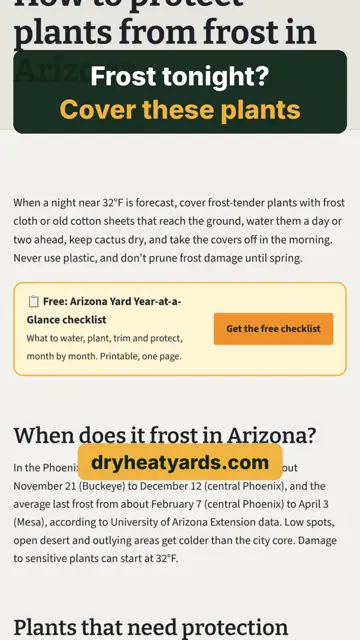 How to protect
plants from frost in
Arizona
Frost tonight?
Cover these plants
When a night near 32°F is forecast, cover frost-tender plants with frost
cloth or old cotton sheets that reach the ground, water them a day or
two ahead, keep cactus dry, and take the covers off in the morning.
Never use plastic, and don't prune frost damage until spring.
📋 Free: Arizona Yard Year-at-a-
Glance checklist
What to water, plant, trim and protect,
month by month. Printable, one page.
Get the free checklist
When does it frost in Arizona?
In the Phoenix
out
dryheatyards.com
November 21 (Buckeye) to December 12 (central Phoenix), and the
average last frost from about February 7 (central Phoenix) to April 3
(Mesa), according to University of Arizona Extension data. Low spots,
open desert and outlying areas get colder than the city core. Damage
to sensitive plants can start at 32°F.
Plants that need protection